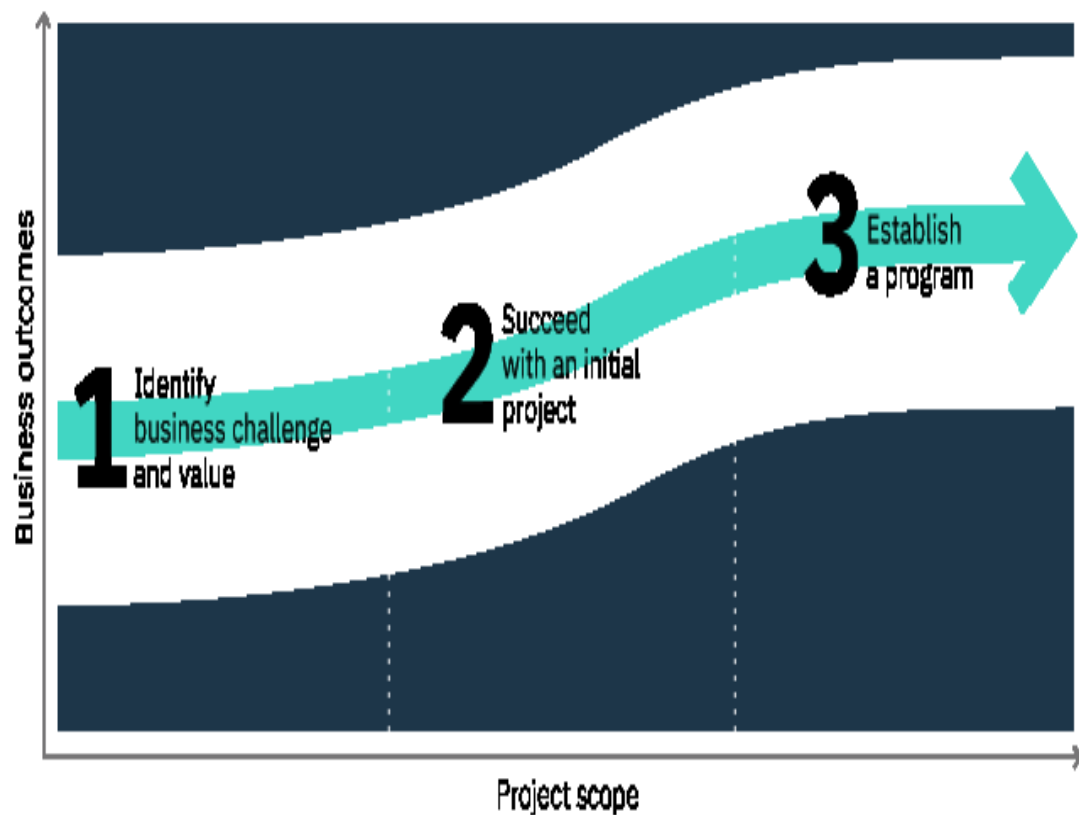 Business outcomes
1
Identify
business challenge
and value
2
Succeed
with an initial
project
3
Establish
a program
Project scope